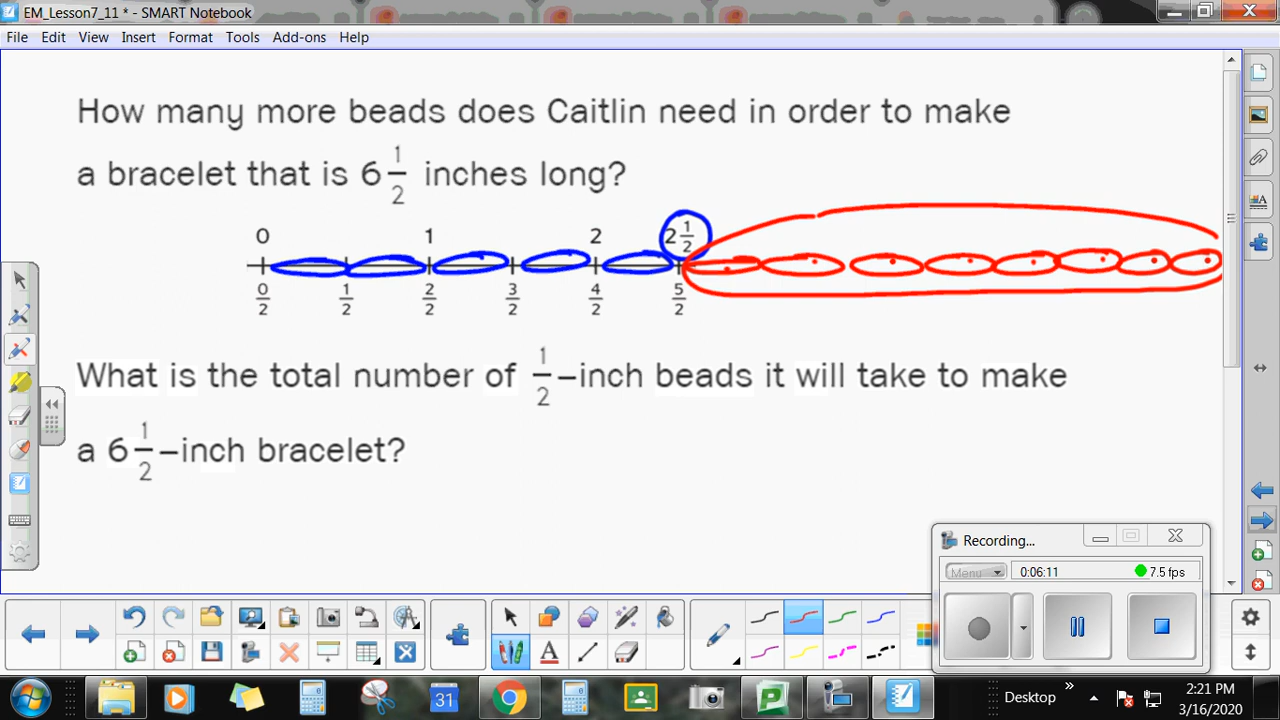 EM_Lesson7_11 * - SMART Notebook
File Edit View Insert Format Tools Add-ons Help
How many more beads does Caitlin need in order to make
a bracelet that is 6 1/2 inches long?
0 1 2 2 1/2
0/2 1/2 2/2 3/2 4/2 5/2
What is the total number of 1/2-inch beads it will take to make
a 6 1/2-inch bracelet?
Recording...
Menu 0:06:11 7.5 fps
A
31
Desktop » 2:21 PM
3/16/2020